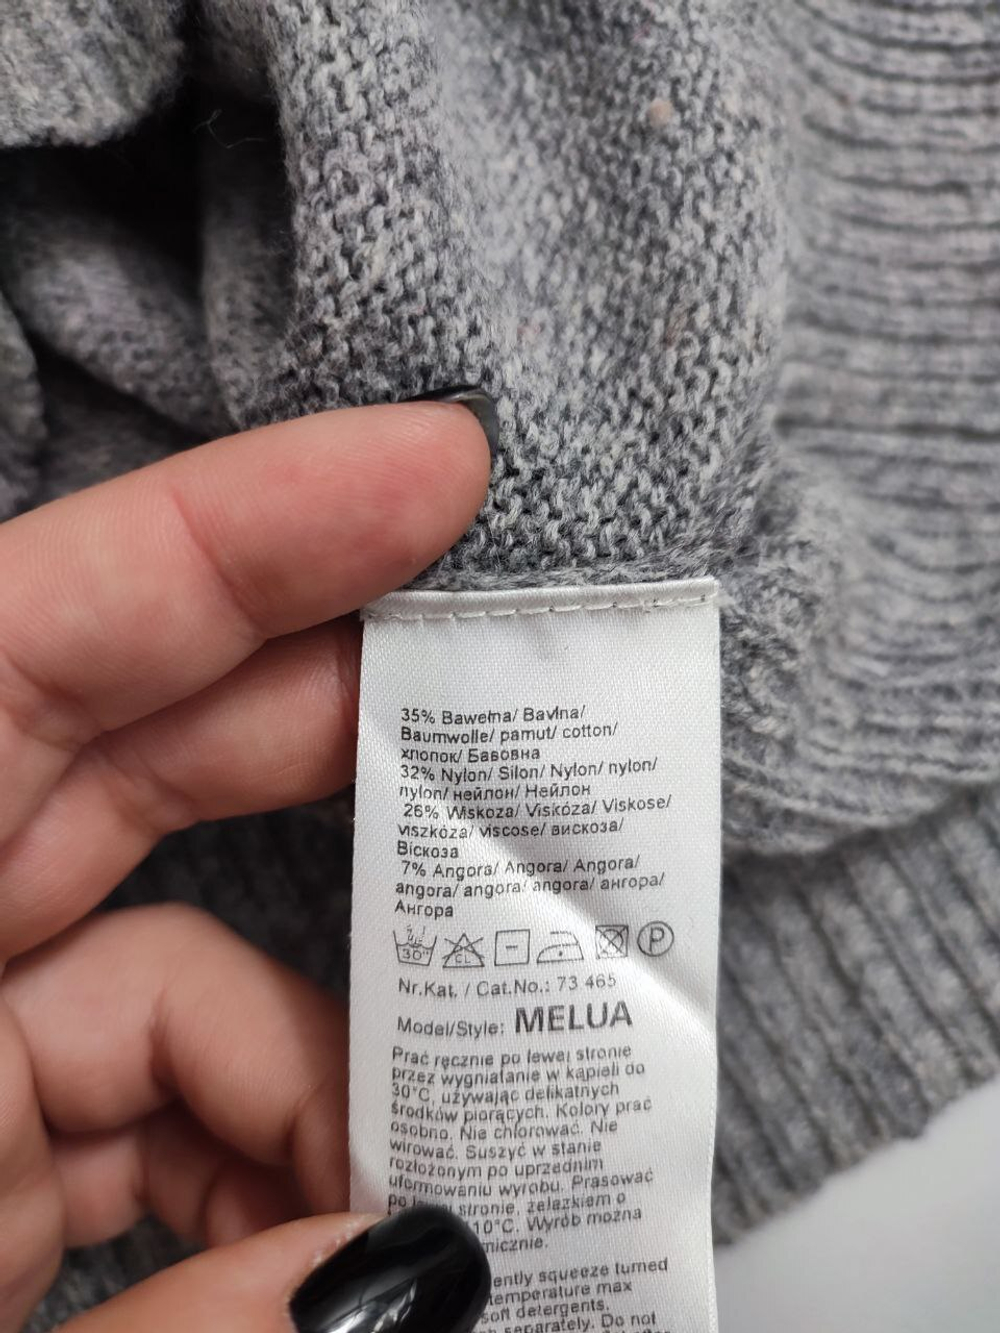 35% Bawełna/ Bavlna/
Baumwolle/ pamut/ cotton/
хлопок/ Бавовна
32% Nylon/ Silon/ Nylon/ nylon/
nylon/ нейлон/ Нейлон
26% Wiskoza/ Viskóza/ Viskose/
viszkóza/ viscose/ вискоза/
Віскоза
7% Angora/ Angora/ Angora/
angora/ angora/ angora/ ангора/
Ангора
30° CL P
Nr.Kat. / Cat.No.: 73 465
Model/Style: MELUA
Prać ręcznie po lewej stronie
przez wygniatanie w kąpieli do
30°C, używając delikatnych
środków piorących. Kolory prać
osobno. Nie chlorować. Nie
wirować. Suszyć w stanie
rozłożonym po uprzednim
uformowaniu wyrobu. Prasować
po lewej stronie, żelazkiem o
10°C. Wyrób można
micznie.
ently squeeze turned
temperature max
soft detergents.
separately. Do not